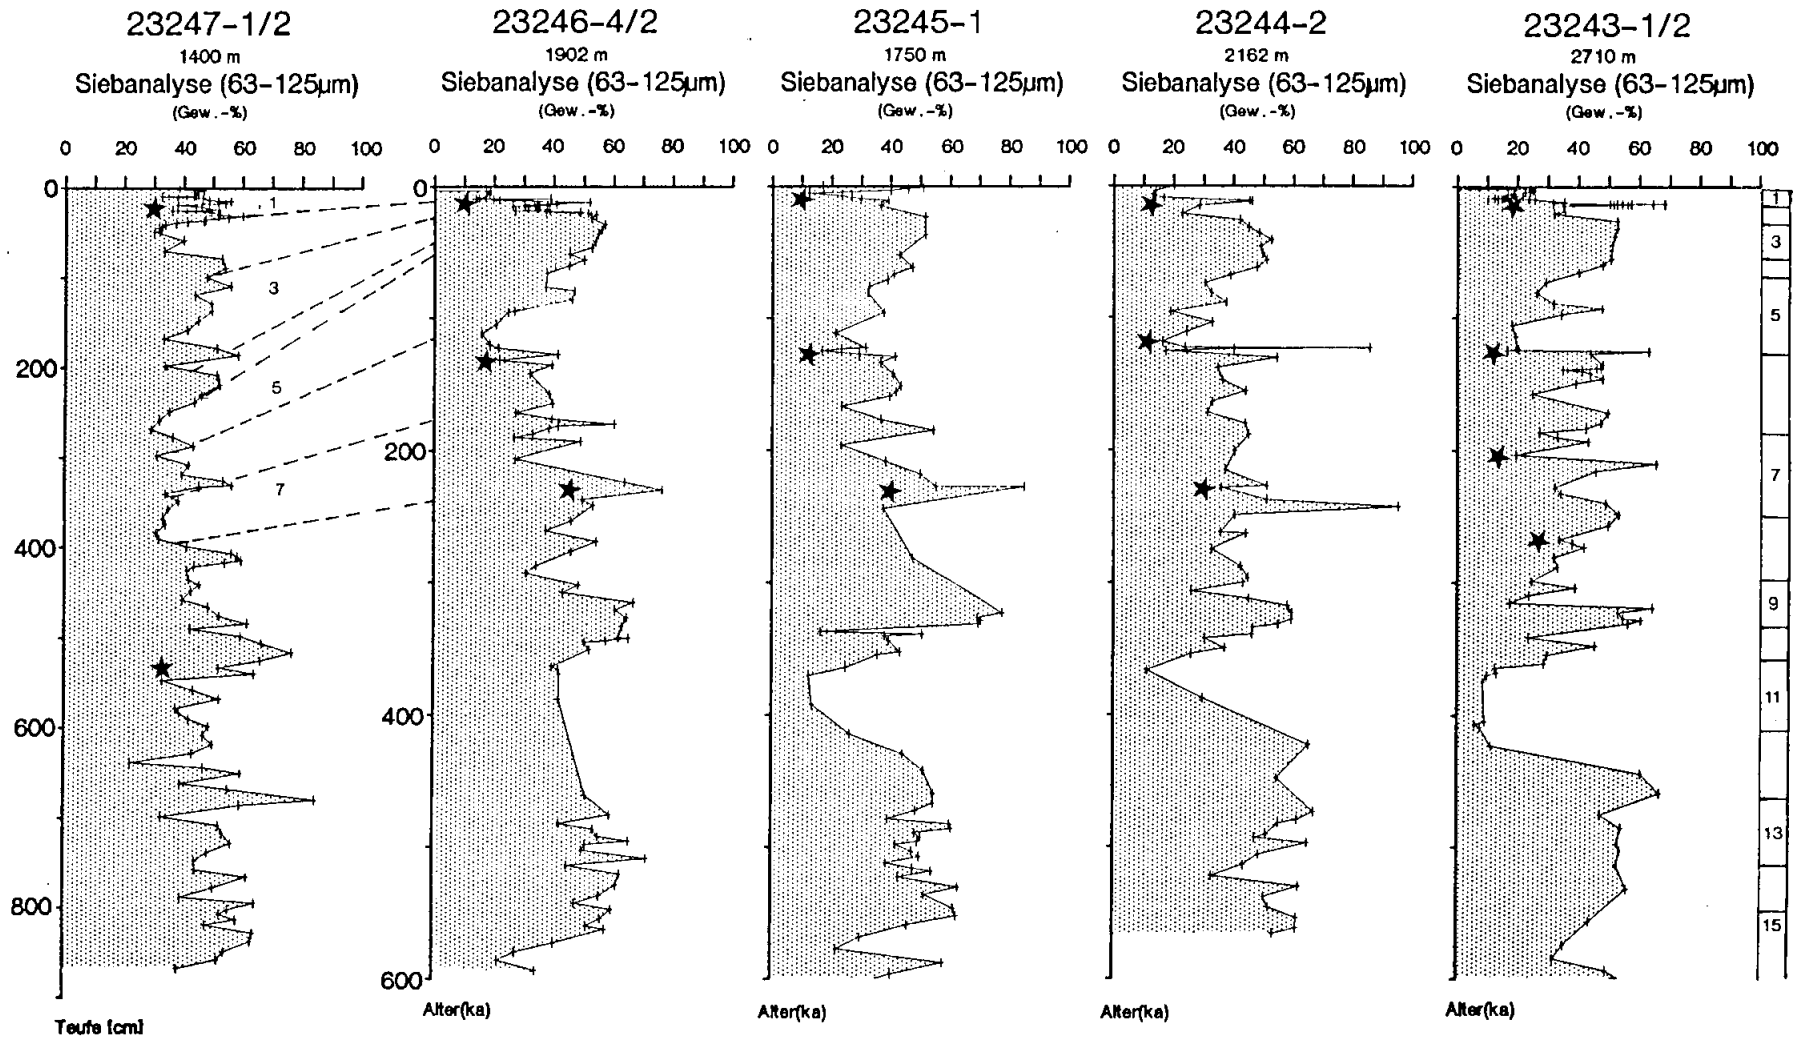 23247-1/2 23246-4/2 23245-1 23244-2 23243-1/2
1400 m 1902 m 1750 m 2162 m 2710 m
Siebanalyse (63-125µm) Siebanalyse (63-125µm) Siebanalyse (63-125µm) Siebanalyse (63-125µm) Siebanalyse (63-125µm)
(Gew.-%) (Gew.-%) (Gew.-%) (Gew.-%) (Gew.-%)
0 20 40 60 80 100 0 20 40 60 80 100 0 20 40 60 80 100 0 20 40 60 80 100 0 20 40 60 80 100
0 0
1 1
3
3
5
200
5
200
7
7
400
9
11
600 400
13
800
15
600
Alter(ka) Alter(ka) Alter(ka) Alter(ka)
Teufe [cm]